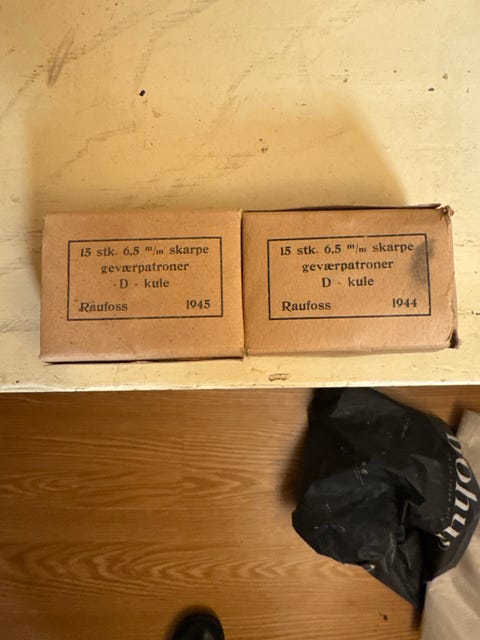 15 stk. 6,5 m/m skarpe
geværpatroner
D - kule
Raufoss 1945
15 stk. 6,5 m/m skarpe
geværpatroner
D - kule
Raufoss 1944